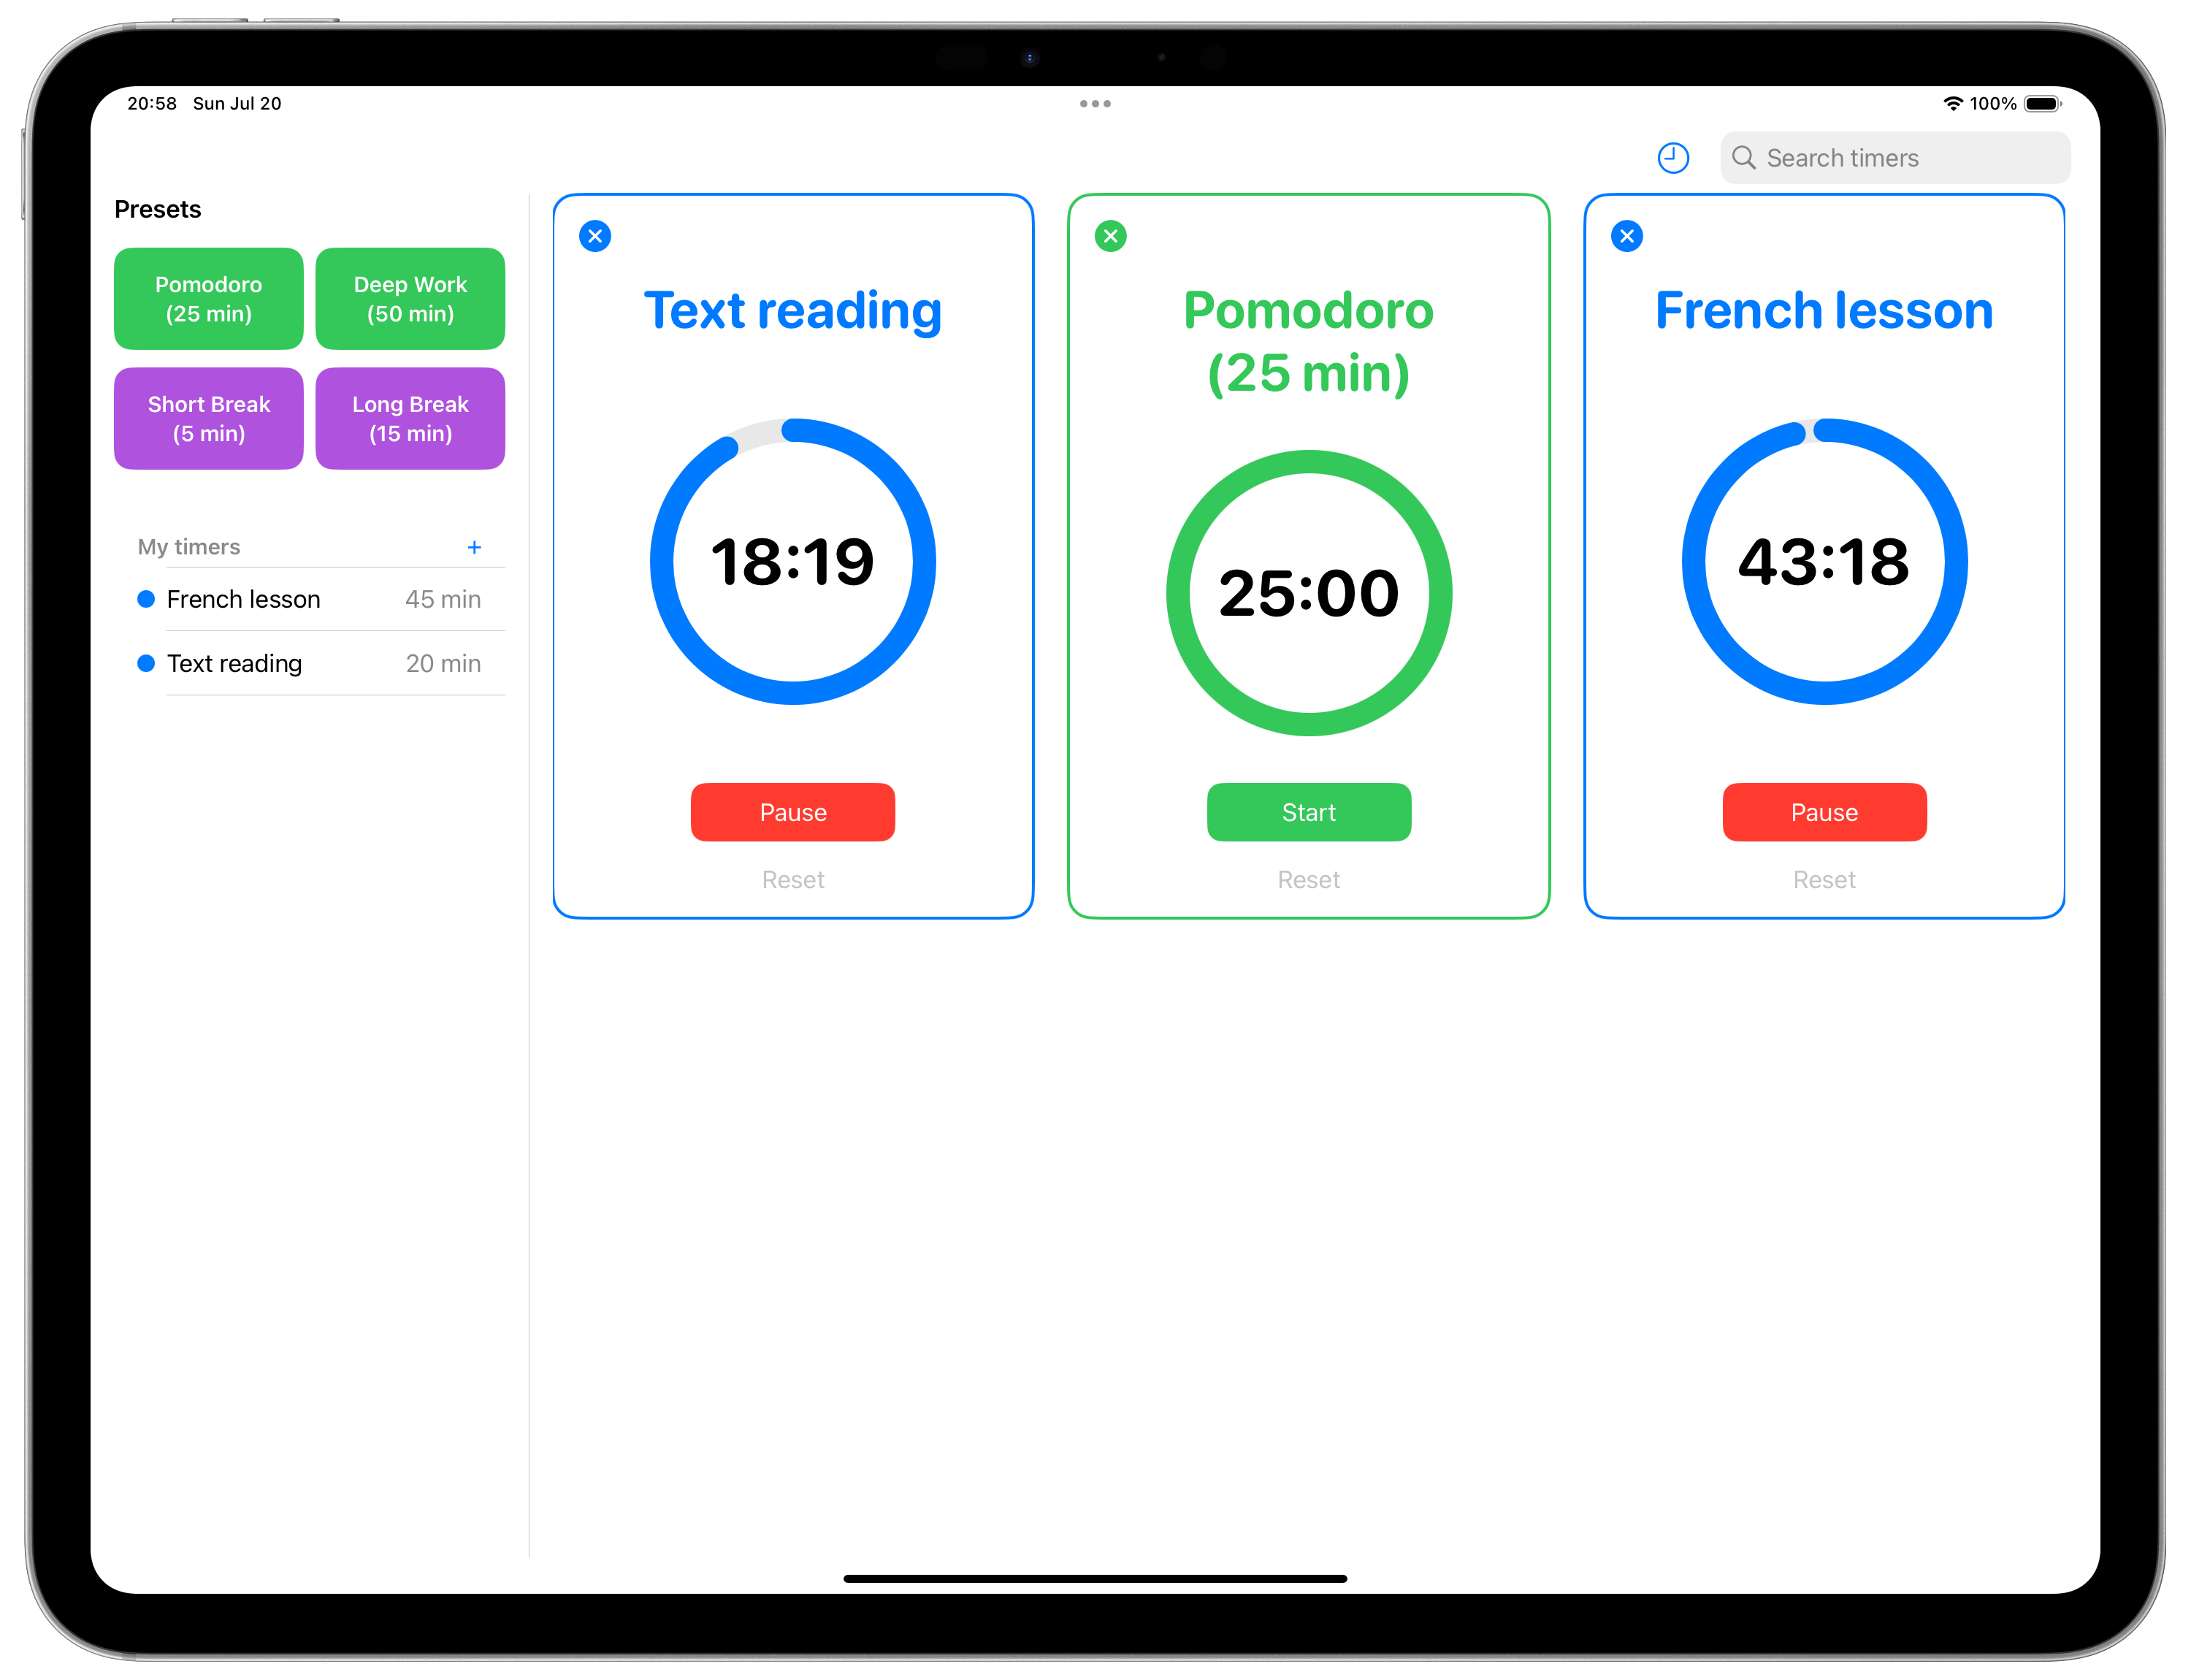 20:58 Sun Jul 20
100%
Search timers
Presets
Pomodoro
(25 min)
Deep Work
(50 min)
Short Break
(5 min)
Long Break
(15 min)
My timers +
French lesson 45 min
Text reading 20 min
Text reading
18:19
Pause
Reset
Pomodoro
(25 min)
25:00
Start
Reset
French lesson
43:18
Pause
Reset